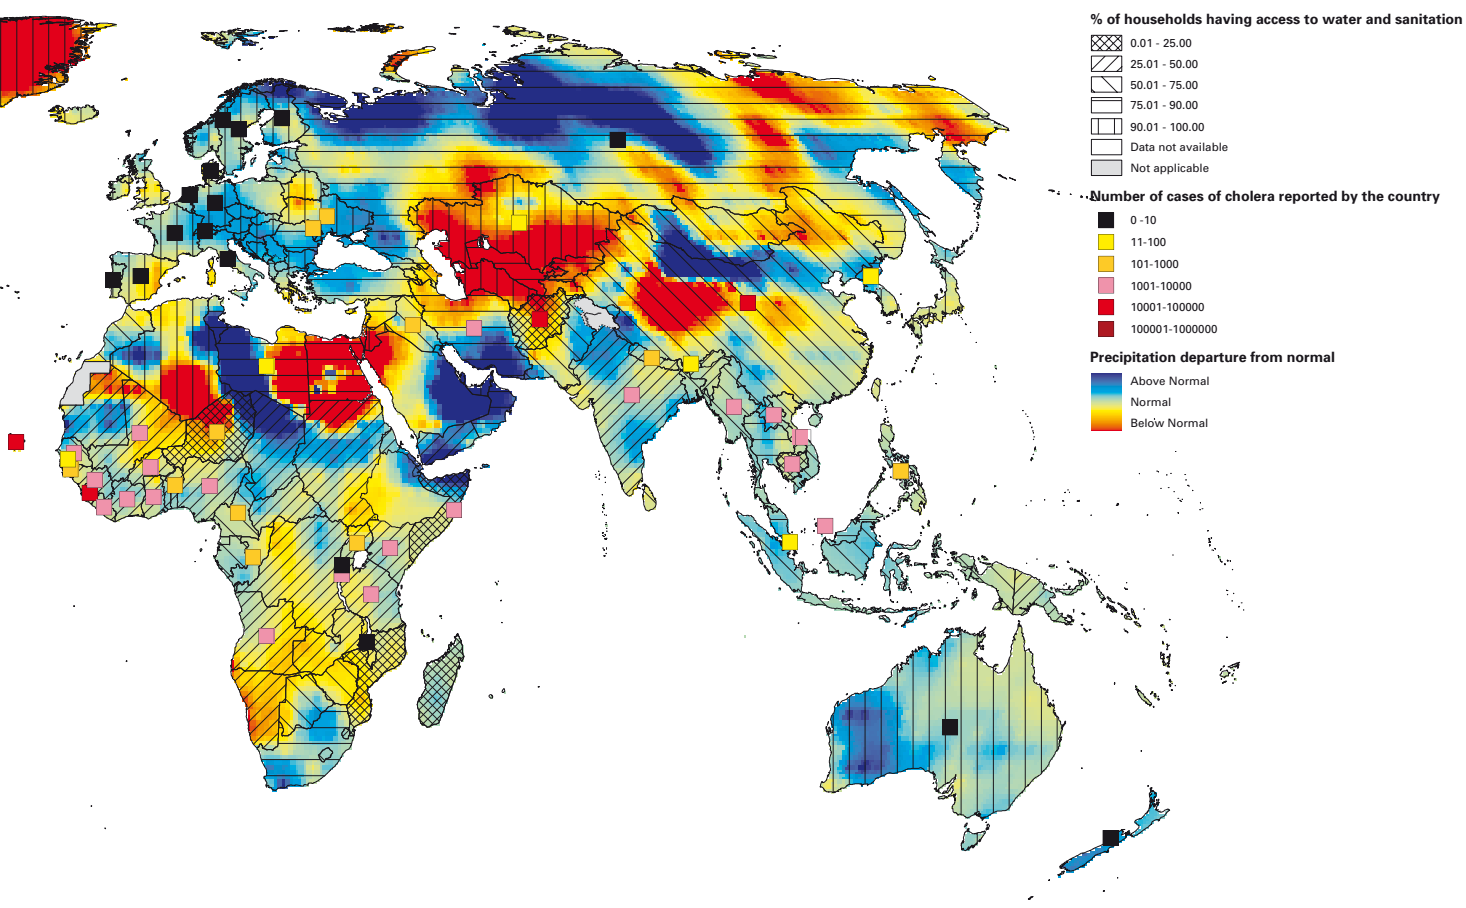 % of households having access to water and sanitation
0.01 - 25.00
25.01 - 50.00
50.01 - 75.00
75.01 - 90.00
90.01 - 100.00
Data not available
Not applicable
Number of cases of cholera reported by the country
0 -10
11-100
101-1000
1001-10000
10001-100000
100001-1000000
Precipitation departure from normal
Above Normal
Normal
Below Normal